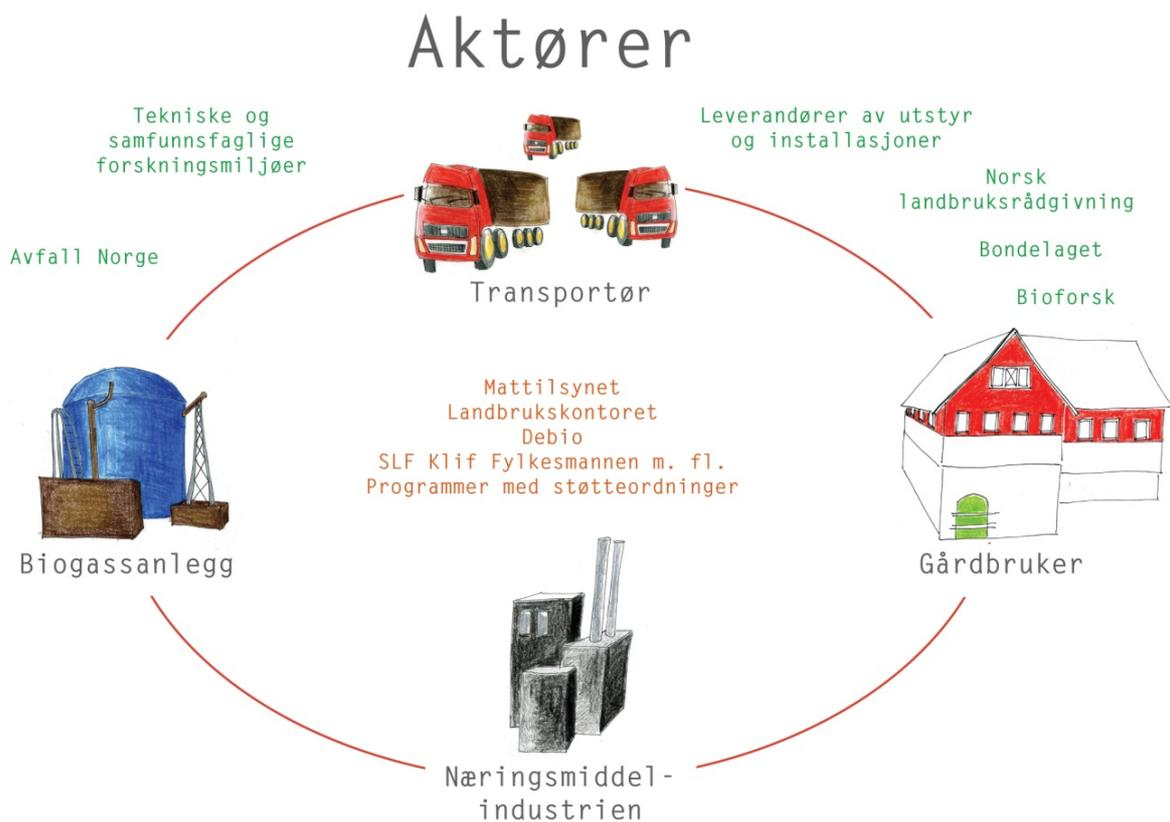 Aktører
Tekniske og
samfunnsfaglige
forskningsmiljøer
Leverandører av utstyr
og installasjoner
Norsk
landbruksrådgivning
Avfall Norge
Bondelaget
Bioforsk
Transportør
Mattilsynet
Landbrukskontoret
Debio
SLF Klif Fylkesmannen m. fl.
Programmer med støtteordninger
Biogassanlegg
Gårdbruker
Næringsmiddel-
industrien